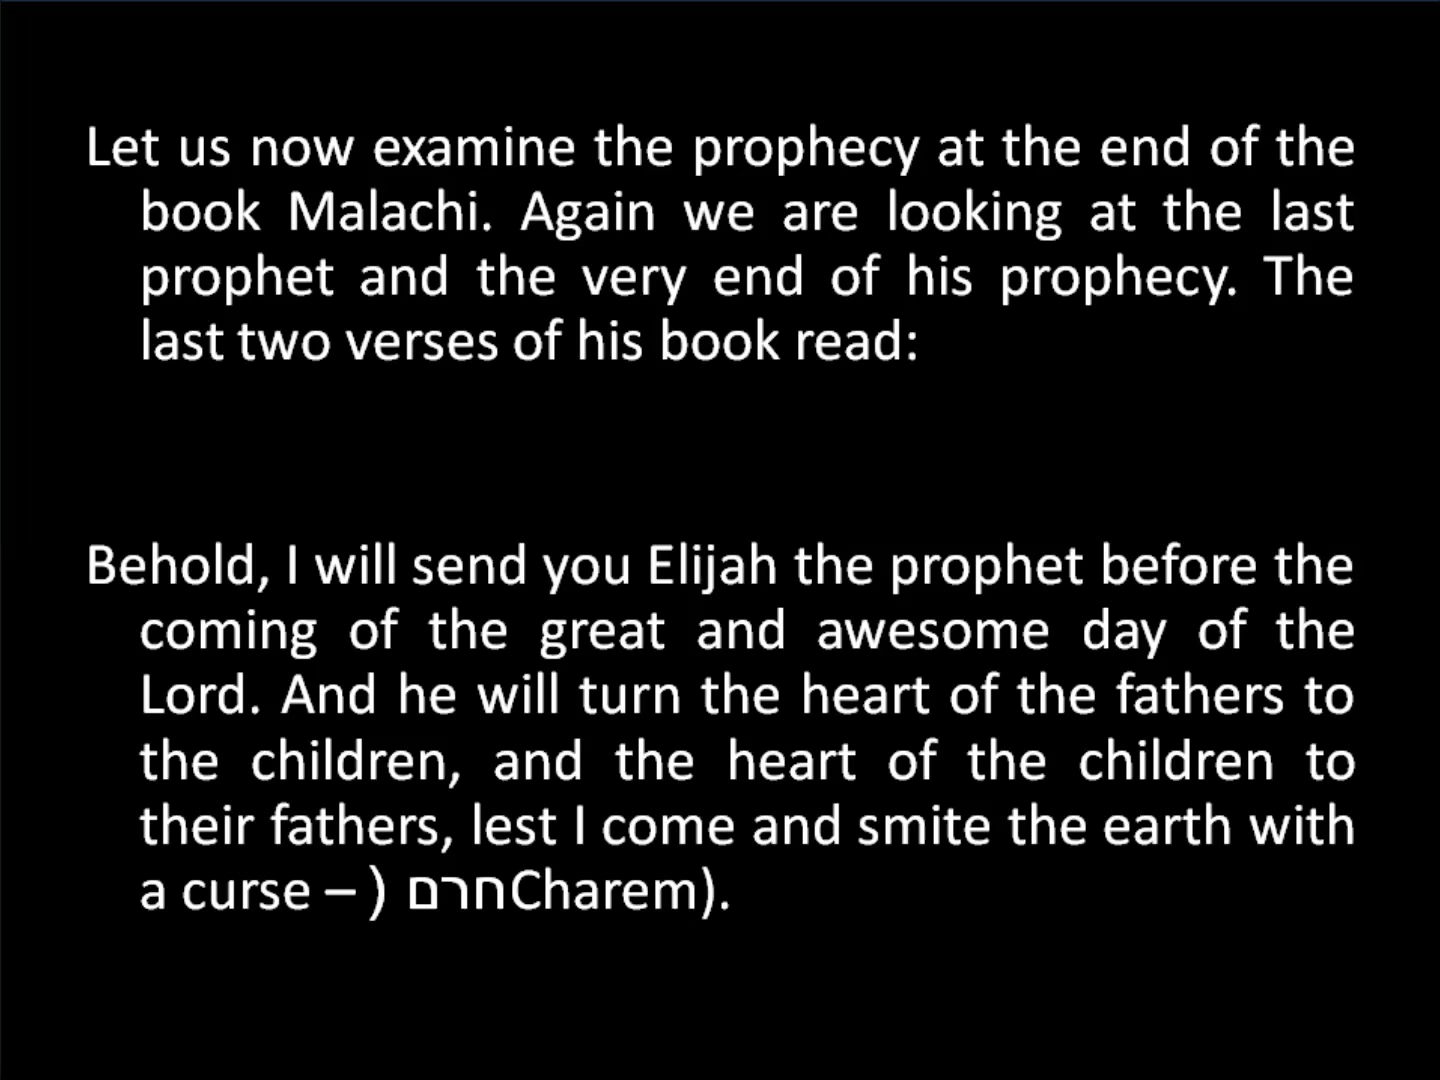 Let us now examine the prophecy at the end of the
book Malachi. Again we are looking at the last
prophet and the very end of his prophecy. The
last two verses of his book read:
Behold, I will send you Elijah the prophet before the
coming of the great and awesome day of the
Lord. And he will turn the heart of the fathers to
the children, and the heart of the children to
their fathers, lest I come and smite the earth with
a curse – ) חרםCharem).